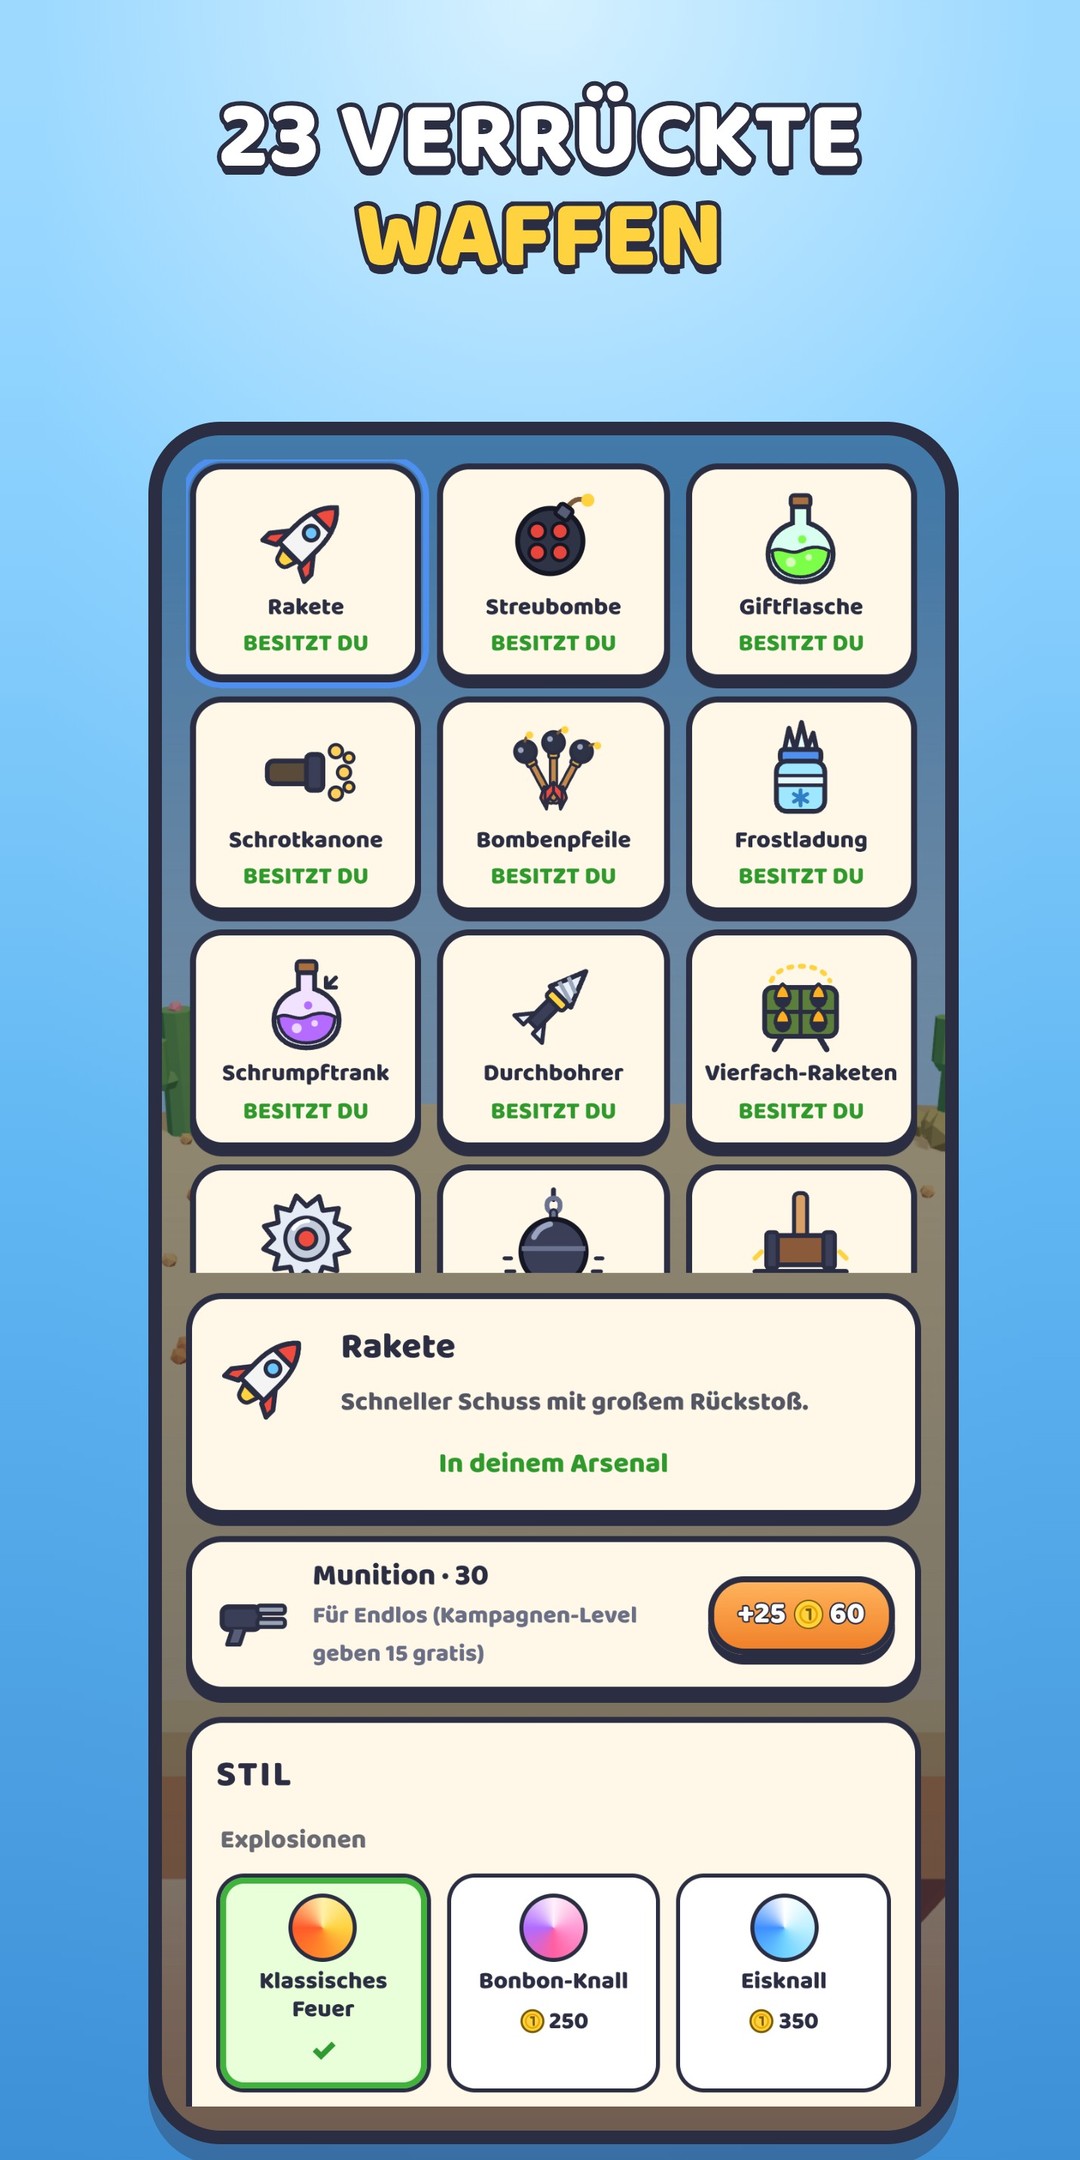 23 VERRÜCKTE
WAFFEN
Rakete
BESITZT DU
Streubombe
BESITZT DU
Giftflasche
BESITZT DU
Schrotkanone
BESITZT DU
Bombenpfeile
BESITZT DU
Frostladung
BESITZT DU
Schrumpftrank
BESITZT DU
Durchbohrer
BESITZT DU
Vierfach-Raketen
BESITZT DU
Rakete
Schneller Schuss mit großem Rückstoß.
In deinem Arsenal
Munition · 30
Für Endlos (Kampagnen-Level
geben 15 gratis)
+25 1 60
STIL
Explosionen
Klassisches
Feuer
Bonbon-Knall
1 250
Eisknall
1 350